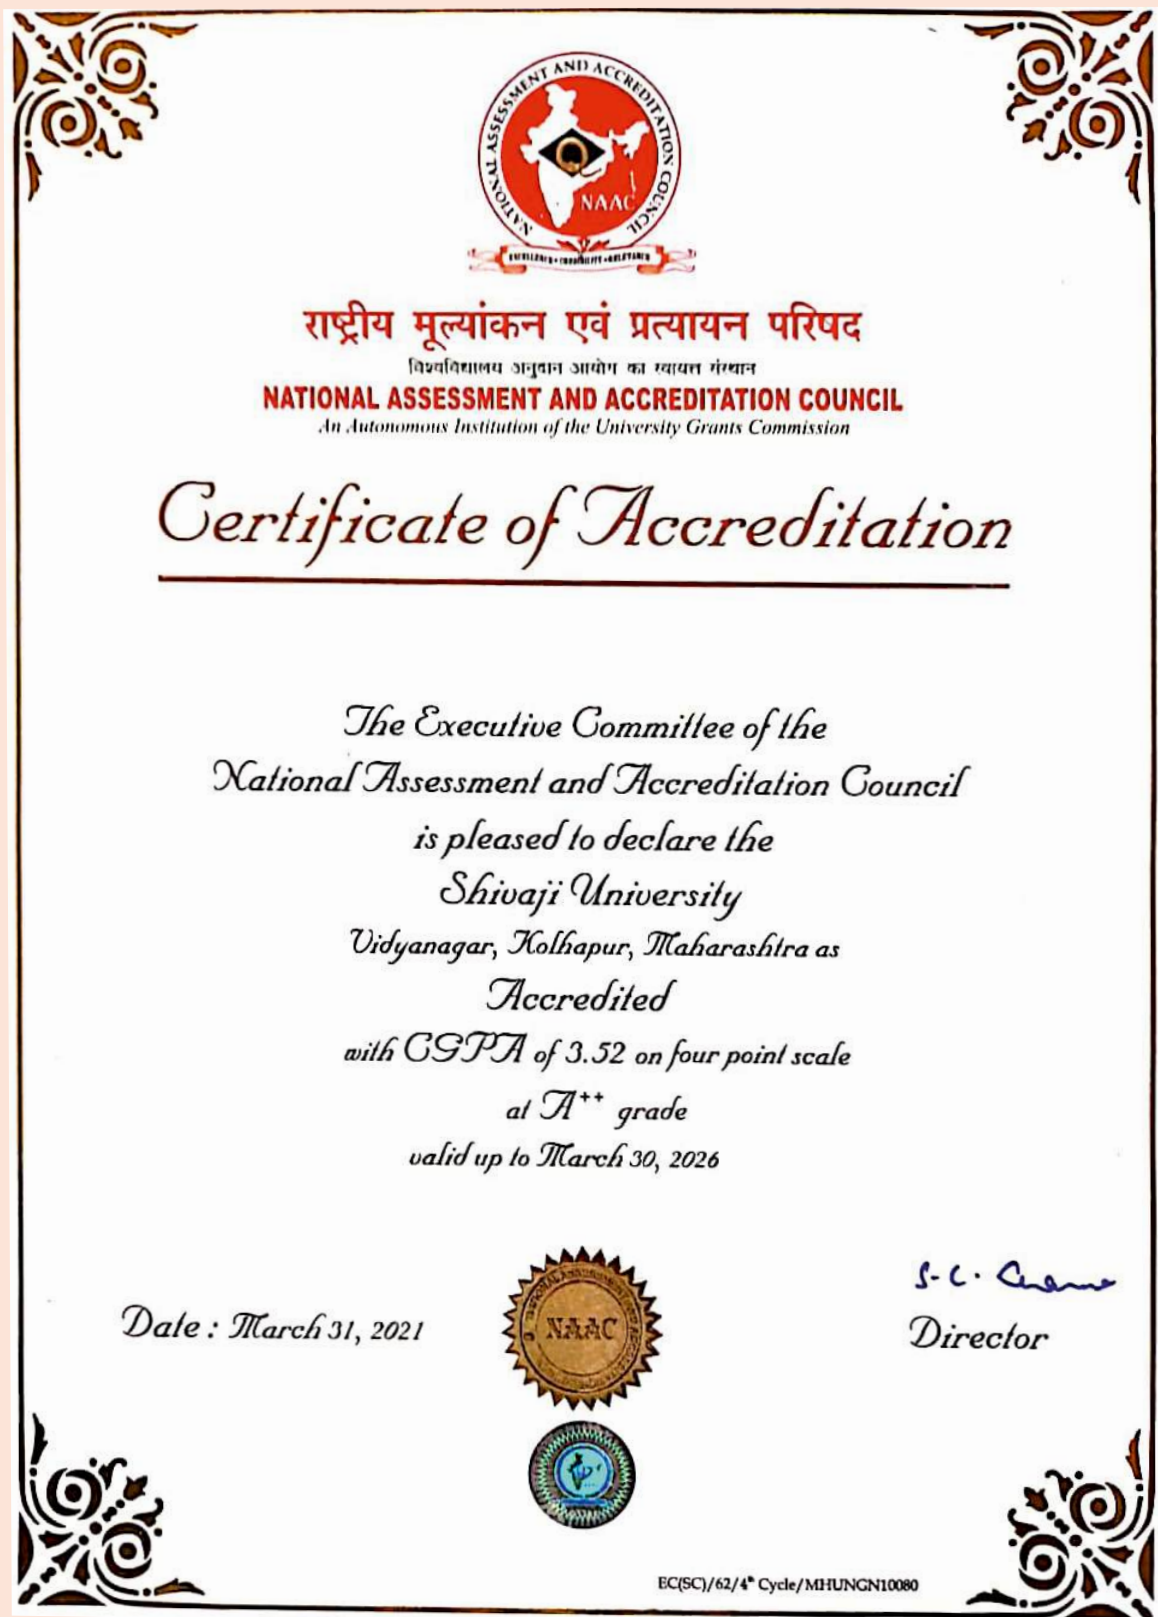 NATIONAL ASSESSMENT AND ACCREDITATION COUNCIL
NAAC
EXCELLENCE • CREDIBILITY • RELEVANCE
राष्ट्रीय मूल्यांकन एवं प्रत्यायन परिषद
विश्वविद्यालय अनुदान आयोग का स्वायत्त संस्थान
NATIONAL ASSESSMENT AND ACCREDITATION COUNCIL
An Autonomous Institution of the University Grants Commission
Certificate of Accreditation
The Executive Committee of the
National Assessment and Accreditation Council
is pleased to declare the
Shivaji University
Vidyanagar, Kolhapur, Maharashtra as
Accredited
with CGPA of 3.52 on four point scale
at A⁺⁺ grade
valid up to March 30, 2026
Date : March 31, 2021
NAAC
Director
EC(SC)/62/4ᵗʰ Cycle/MHUNGN10080